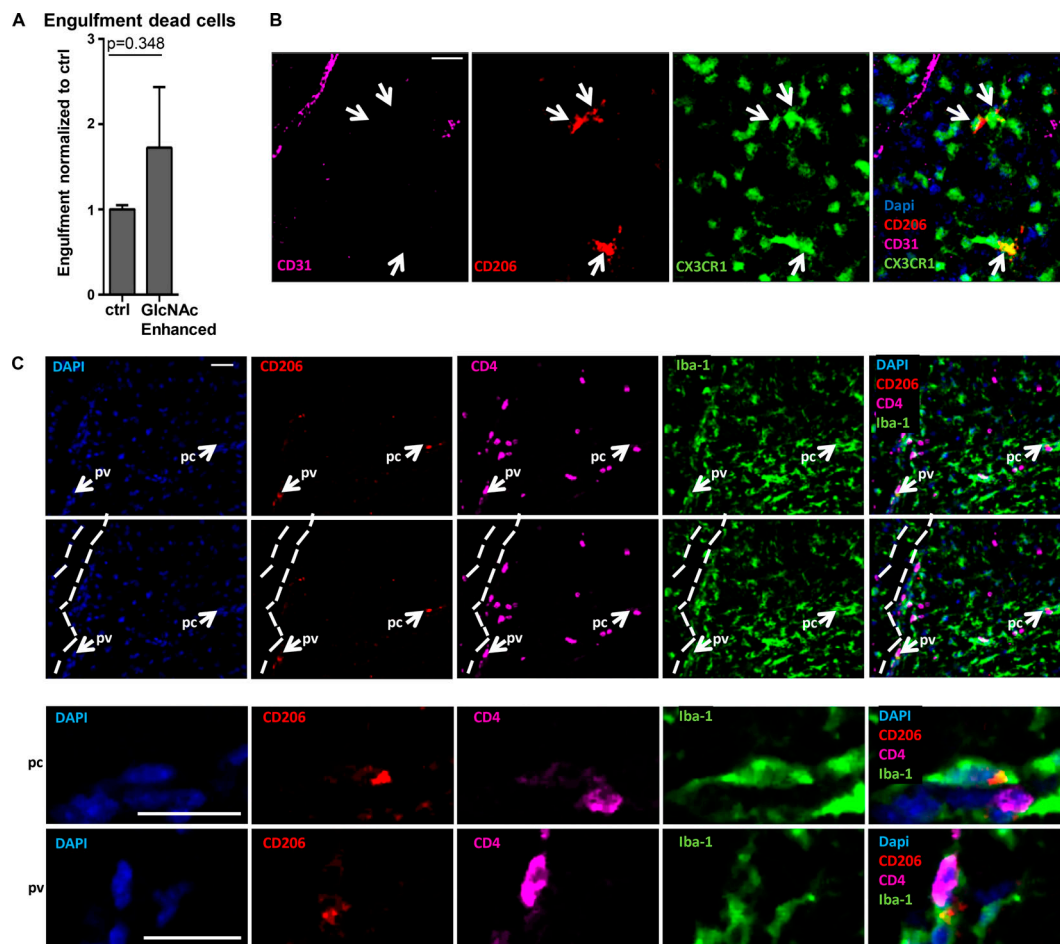 A Engulfment dead cells
p=0.348
Engulfment normalized to ctrl
3
2
1
0
ctrl
GlcNAc
Enhanced
B
CD31
CD206
CX3CR1
Dapi
CD206
CD31
CX3CR1
C
DAPI
CD206
CD4
Iba-1
DAPI
CD206
CD4
Iba-1
pc
pv
pc
pv
pc
pv
pc
pv
pc
pv
pc
pv
pc
pv
pc
pv
pc
pv
pc
pv
pc
DAPI
CD206
CD4
Iba-1
DAPI
CD206
CD4
Iba-1
pv
DAPI
CD206
CD4
Iba-1
Dapi
CD206
CD4
Iba-1